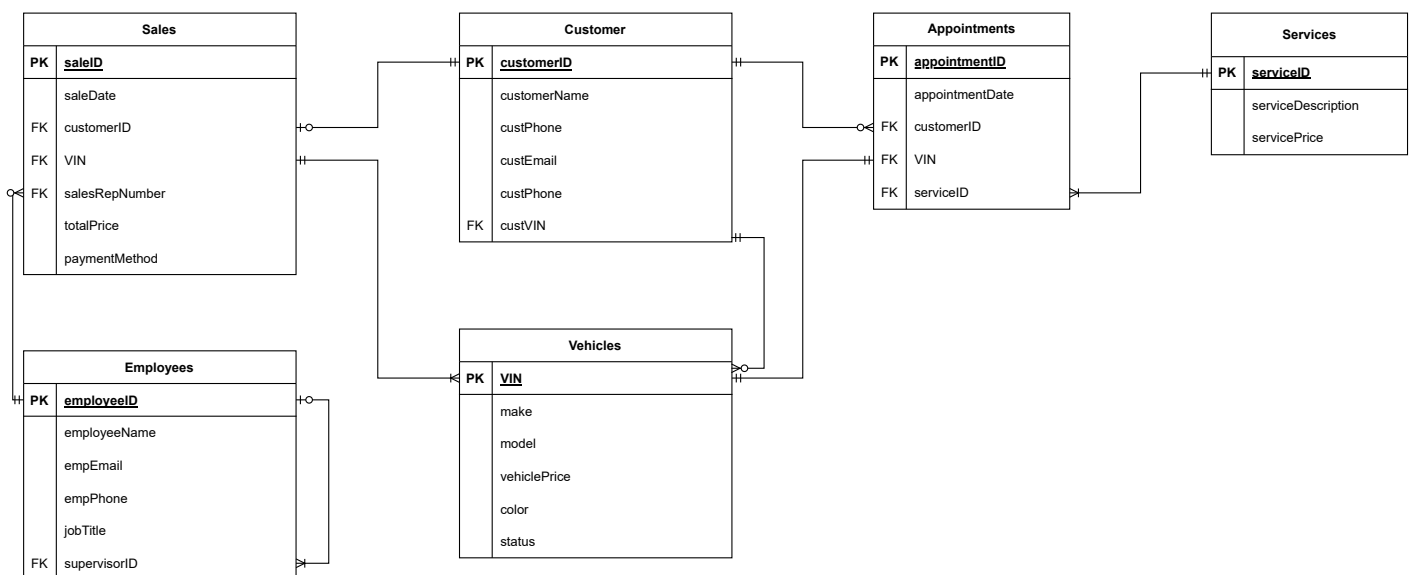 Sales
PK saleID
saleDate
FK customerID
FK VIN
FK salesRepNumber
totalPrice
paymentMethod
Customer
PK customerID
customerName
custPhone
custEmail
custPhone
FK custVIN
Appointments
PK appointmentID
appointmentDate
FK customerID
FK VIN
FK serviceID
Services
PK serviceID
serviceDescription
servicePrice
Employees
PK employeeID
employeeName
empEmail
empPhone
jobTitle
FK supervisorID
Vehicles
PK VIN
make
model
vehiclePrice
color
status